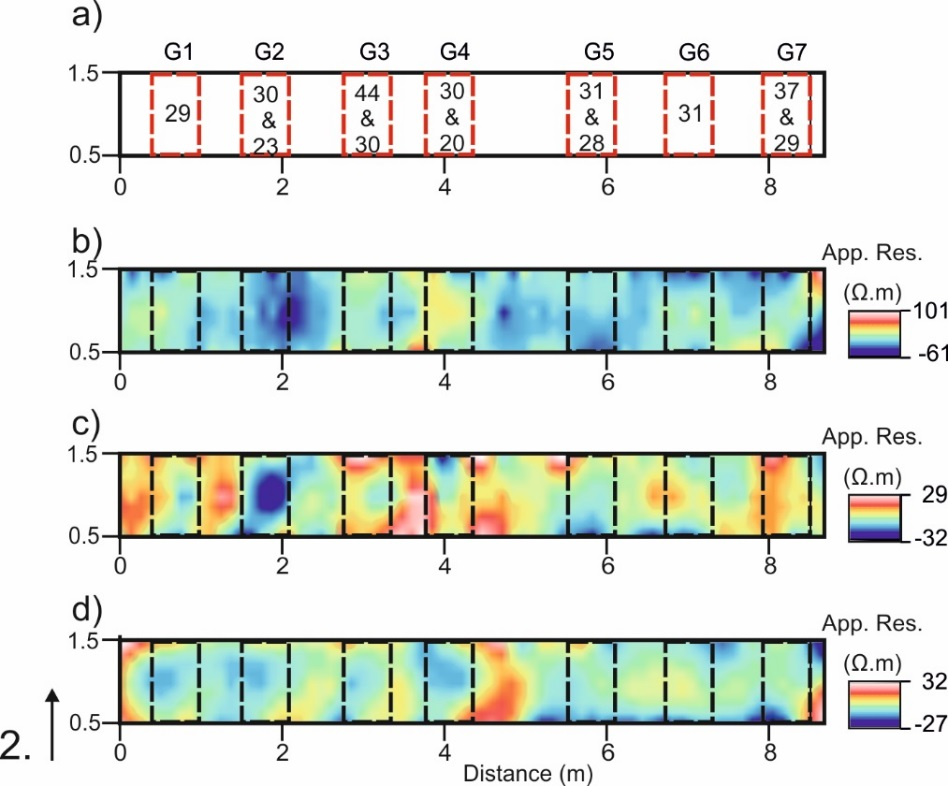 a)
G1 G2 G3 G4 G5 G6 G7
1.5
0.5
29
30
&
23
44
&
30
30
&
20
31
&
28
31
37
&
29
0 2 4 6 8
b)
1.5
0.5
0 2 4 6 8
App. Res.
(Ω.m)
101
-61
c)
1.5
0.5
0 2 4 6 8
App. Res.
(Ω.m)
29
-32
d)
1.5
0.5
0 2 4 6 8
App. Res.
(Ω.m)
32
-27
2.
Distance (m)